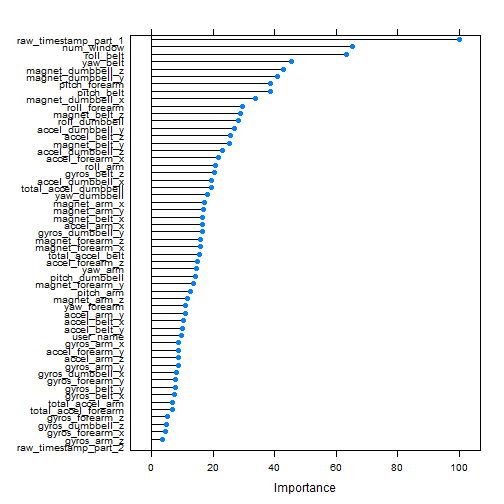 raw_timestamp_part_1
num_window
roll_belt
yaw_belt
magnet_dumbbell_z
magnet_dumbbell_y
pitch_forearm
pitch_belt
magnet_dumbbell_x
roll_forearm
magnet_belt_z
roll_dumbbell
accel_dumbbell_y
accel_belt_z
magnet_belt_y
accel_dumbbell_z
accel_forearm_x
roll_arm
gyros_belt_z
accel_dumbbell_x
total_accel_dumbbell
yaw_dumbbell
magnet_arm_x
magnet_arm_y
magnet_belt_x
accel_arm_x
gyros_dumbbell_y
magnet_forearm_z
magnet_forearm_x
total_accel_belt
accel_forearm_z
yaw_arm
pitch_dumbbell
magnet_forearm_y
pitch_arm
magnet_arm_z
yaw_forearm
accel_arm_y
accel_belt_x
accel_belt_y
user_name
gyros_arm_x
accel_forearm_y
accel_arm_z
gyros_arm_y
gyros_dumbbell_x
gyros_forearm_y
gyros_belt_y
gyros_belt_x
total_accel_arm
total_accel_forearm
gyros_forearm_z
gyros_dumbbell_z
gyros_forearm_x
gyros_arm_z
raw_timestamp_part_2
0 20 40 60 80 100
Importance